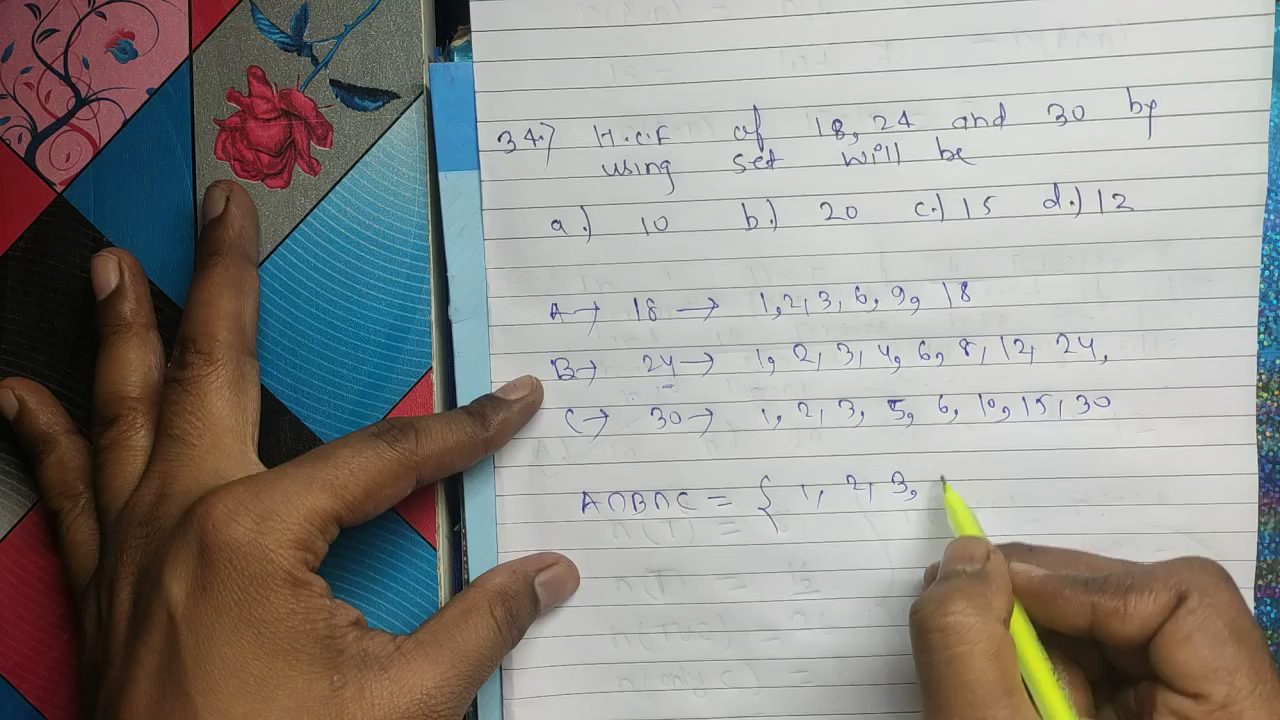 34.) H.C.F of 18, 24 and 30 by
using set will be
a.) 10 b.) 20 c.) 15 d.) 12
A → 18 → 1, 2, 3, 6, 9, 18
B → 24 → 1, 2, 3, 4, 6, 8, 12, 24,
C → 30 → 1, 2, 3, 5, 6, 10, 15, 30
A∩B∩C = { 1, 2, 3,